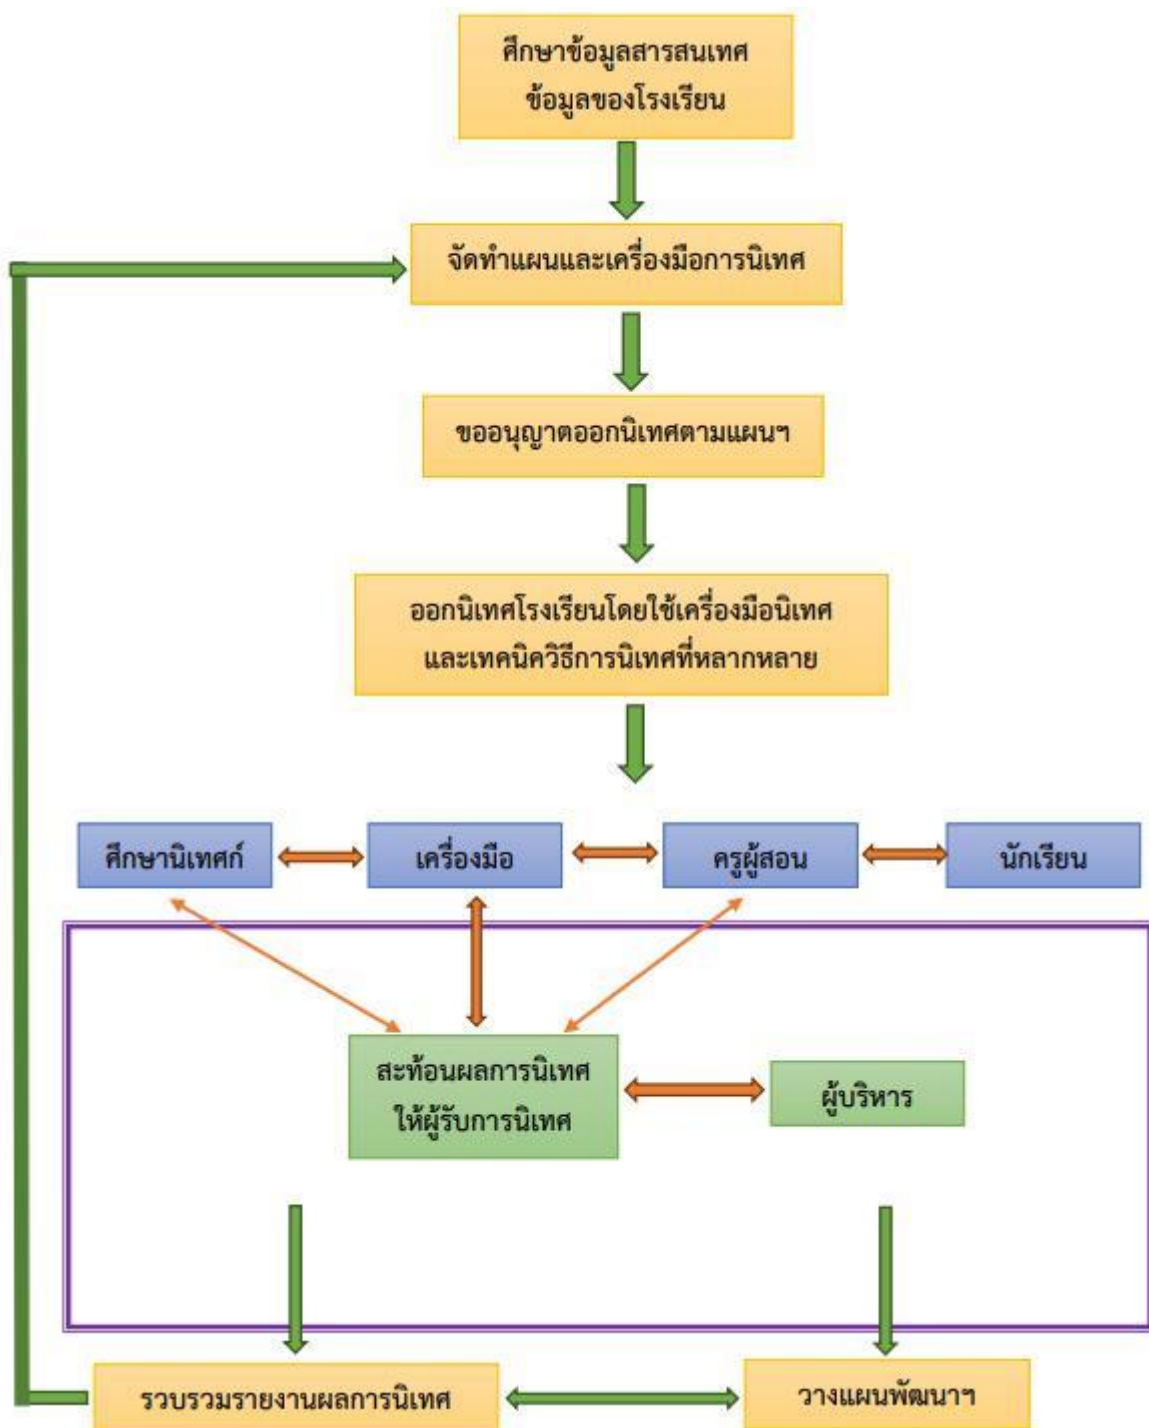 ศึกษาข้อมูลสารสนเทศ
ข้อมูลของโรงเรียน
จัดทำแผนและเครื่องมือการนิเทศ
ขออนุญาตออกนิเทศตามแผนฯ
ออกนิเทศโรงเรียนโดยใช้เครื่องมือนิเทศ
และเทคนิควิธีการนิเทศที่หลากหลาย
ศึกษานิเทศก์
เครื่องมือ
ครูผู้สอน
นักเรียน
สะท้อนผลการนิเทศ
ให้ผู้รับการนิเทศ
ผู้บริหาร
รวบรวมรายงานผลการนิเทศ
วางแผนพัฒนาฯ